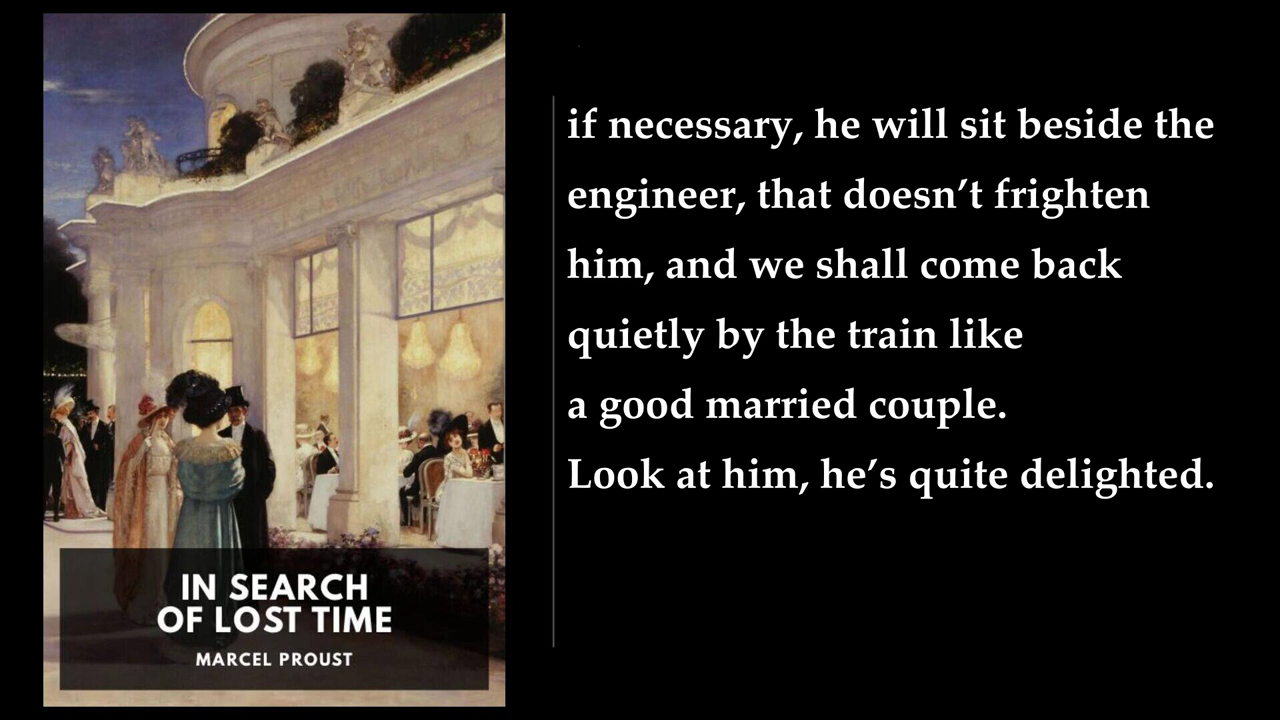 if necessary, he will sit beside the
engineer, that doesn’t frighten
him, and we shall come back
quietly by the train like
a good married couple.
Look at him, he’s quite delighted.
IN SEARCH
OF LOST TIME
MARCEL PROUST